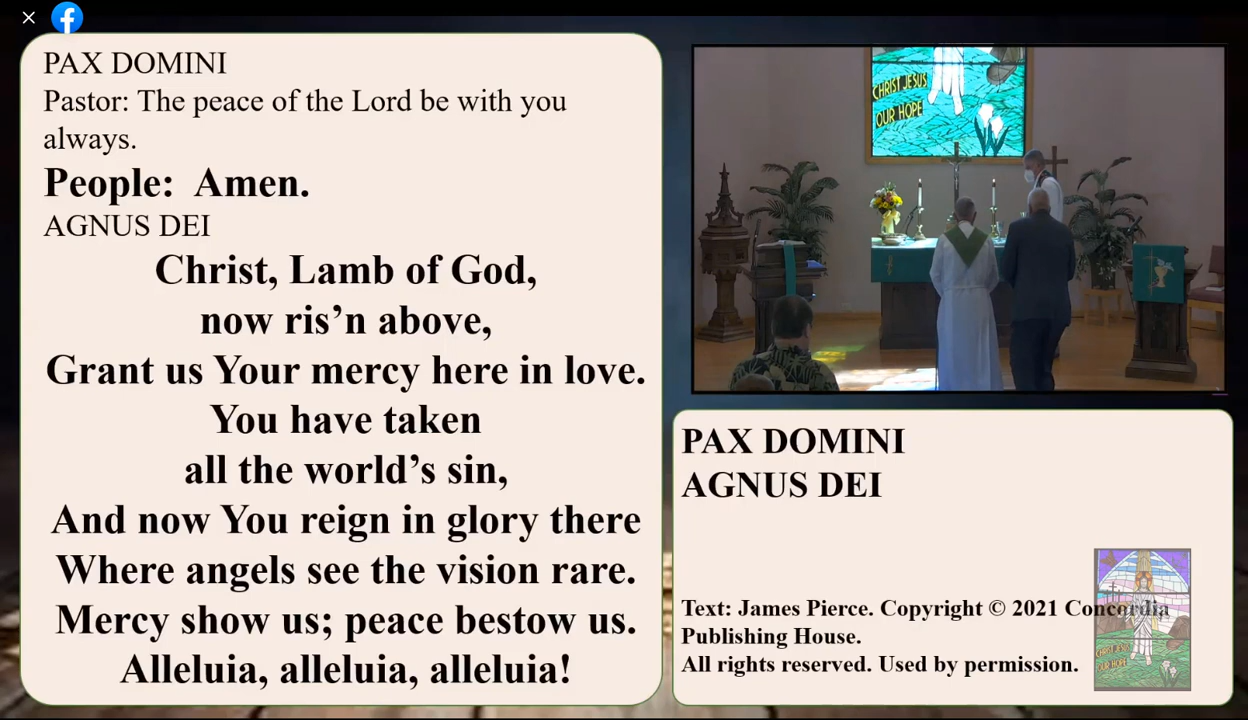 PAX DOMINI
Pastor: The peace of the Lord be with you
always.
People: Amen.
AGNUS DEI
Christ, Lamb of God,
now ris’n above,
Grant us Your mercy here in love.
You have taken
all the world’s sin,
And now You reign in glory there
Where angels see the vision rare.
Mercy show us; peace bestow us.
Alleluia, alleluia, alleluia!
CHRIST JESUS
OUR HOPE
PAX DOMINI
AGNUS DEI
Text: James Pierce. Copyright © 2021 Concordia
Publishing House.
All rights reserved. Used by permission.
CHRIST JESUS
OUR HOPE